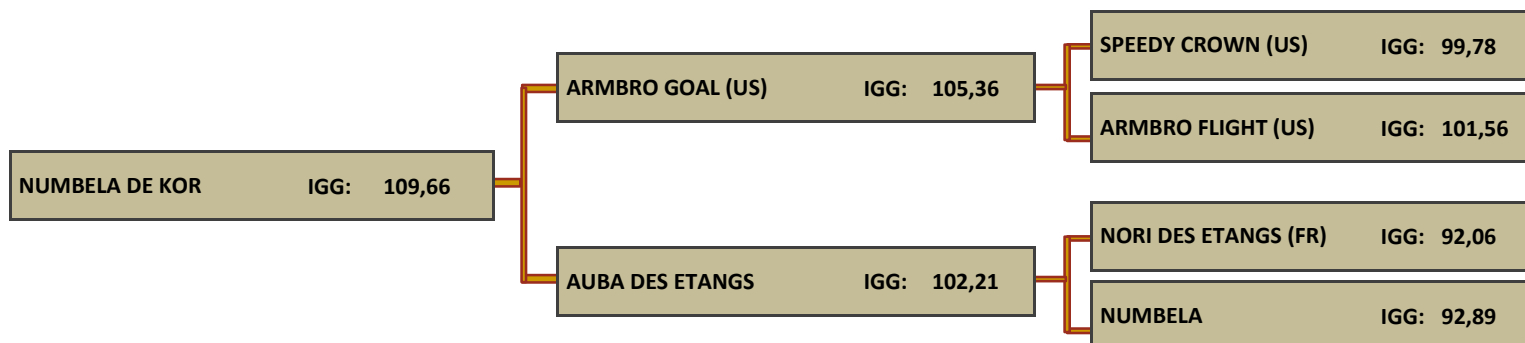 SPEEDY CROWN (US) IGG: 99,78
ARMBRO GOAL (US) IGG: 105,36
ARMBRO FLIGHT (US) IGG: 101,56
NUMBELA DE KOR IGG: 109,66
NORI DES ETANGS (FR) IGG: 92,06
AUBA DES ETANGS IGG: 102,21
NUMBELA IGG: 92,89